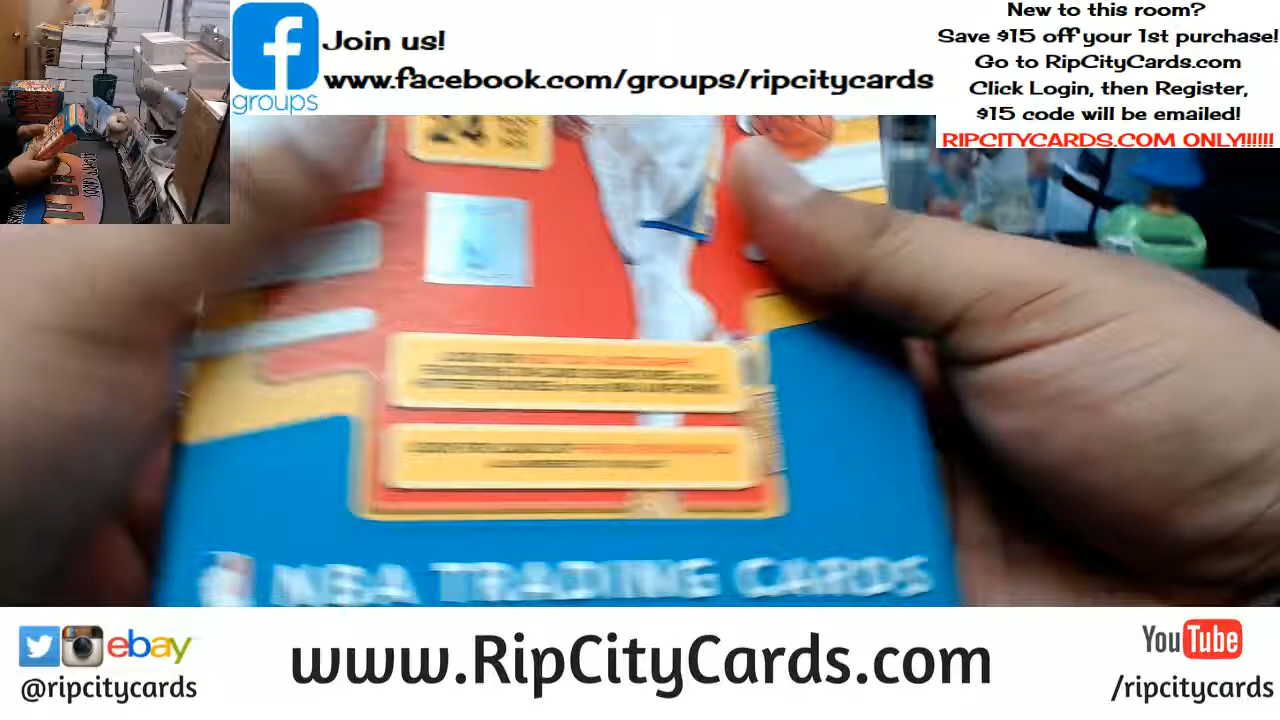 groups
Join us!
www.facebook.com/groups/ripcitycards
New to this room?
Save $15 off your 1st purchase!
Go to RipCityCards.com
Click Login, then Register,
$15 code will be emailed!
RIPCITYCARDS.COM ONLY!!!!!!
NBA TRADING CARDS
ebay
@ripcitycards
www.RipCityCards.com
YouTube
/ripcitycards